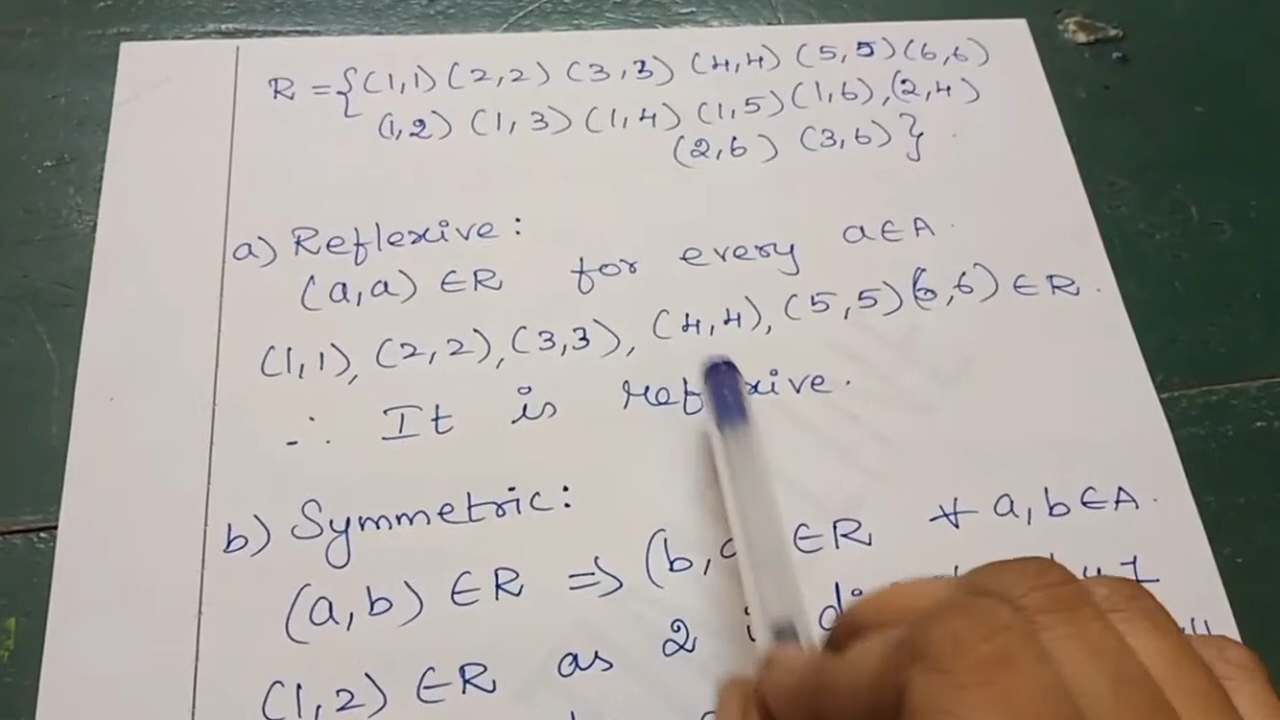 R = {(1,1) (2,2) (3,3) (4,4) (5,5) (6,6)
(1,2) (1,3) (1,4) (1,5) (1,6), (2,4)
(2,6) (3,6)}.
a) Reflexive:
(a,a) ∈R for every a∈A.
(1,1), (2,2), (3,3), (4,4), (5,5) (6,6) ∈ R.
∴ It is
b) Symmetric:
(a,b) ∈R => (b, ∈R ∀ a,b∈A.
(1,2) ∈R as 2